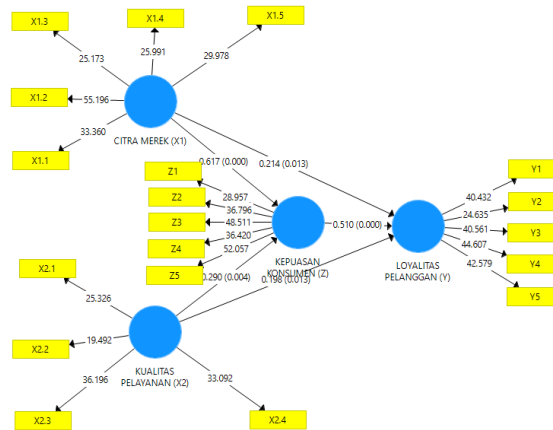 X1.3
X1.4
X1.5
25.173
25.991
29.978
X1.2
55.196
33.360
X1.1
CITRA MEREK (X1)
0.617 (0.000)
0.214 (0.013)
Z1
Z2
Z3
Z4
Z5
28.957
36.796
48.511
36.420
52.057
0.510 (0.000)
KEPUASAN
KONSUMEN (Z)
Y1
Y2
Y3
Y4
Y5
40.432
24.635
40.561
44.607
42.579
LOYALITAS
PELANGGAN (Y)
0.290 (0.004)
0.198 (0.013)
X2.1
25.326
X2.2
19.492
36.196
X2.3
KUALITAS
PELAYANAN (X2)
33.092
X2.4